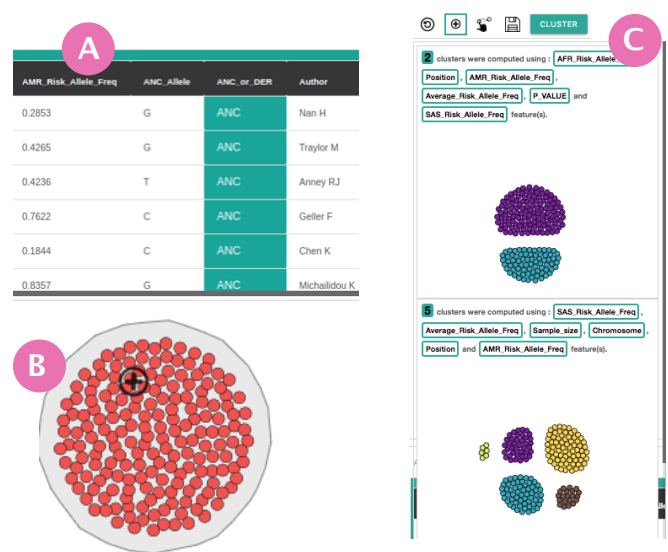 A
AMR_Risk_Allele_Freq ANC_Allele ANC_or_DER Author
0.2853 G ANC Nan H
0.4265 G ANC Traylor M
0.4236 T ANC Anney RJ
0.7622 C ANC Geller F
0.1844 C ANC Chen K
0.8357 G ANC Michailidou K
B
CLUSTER
C
2 clusters were computed using : AFR_Risk_Allele_
Position , AMR_Risk_Allele_Freq ,
Average_Risk_Allele_Freq , P_VALUE and
SAS_Risk_Allele_Freq feature(s).
5 clusters were computed using : SAS_Risk_Allele_Freq ,
Average_Risk_Allele_Freq , Sample_size , Chromosome ,
Position and AMR_Risk_Allele_Freq feature(s).